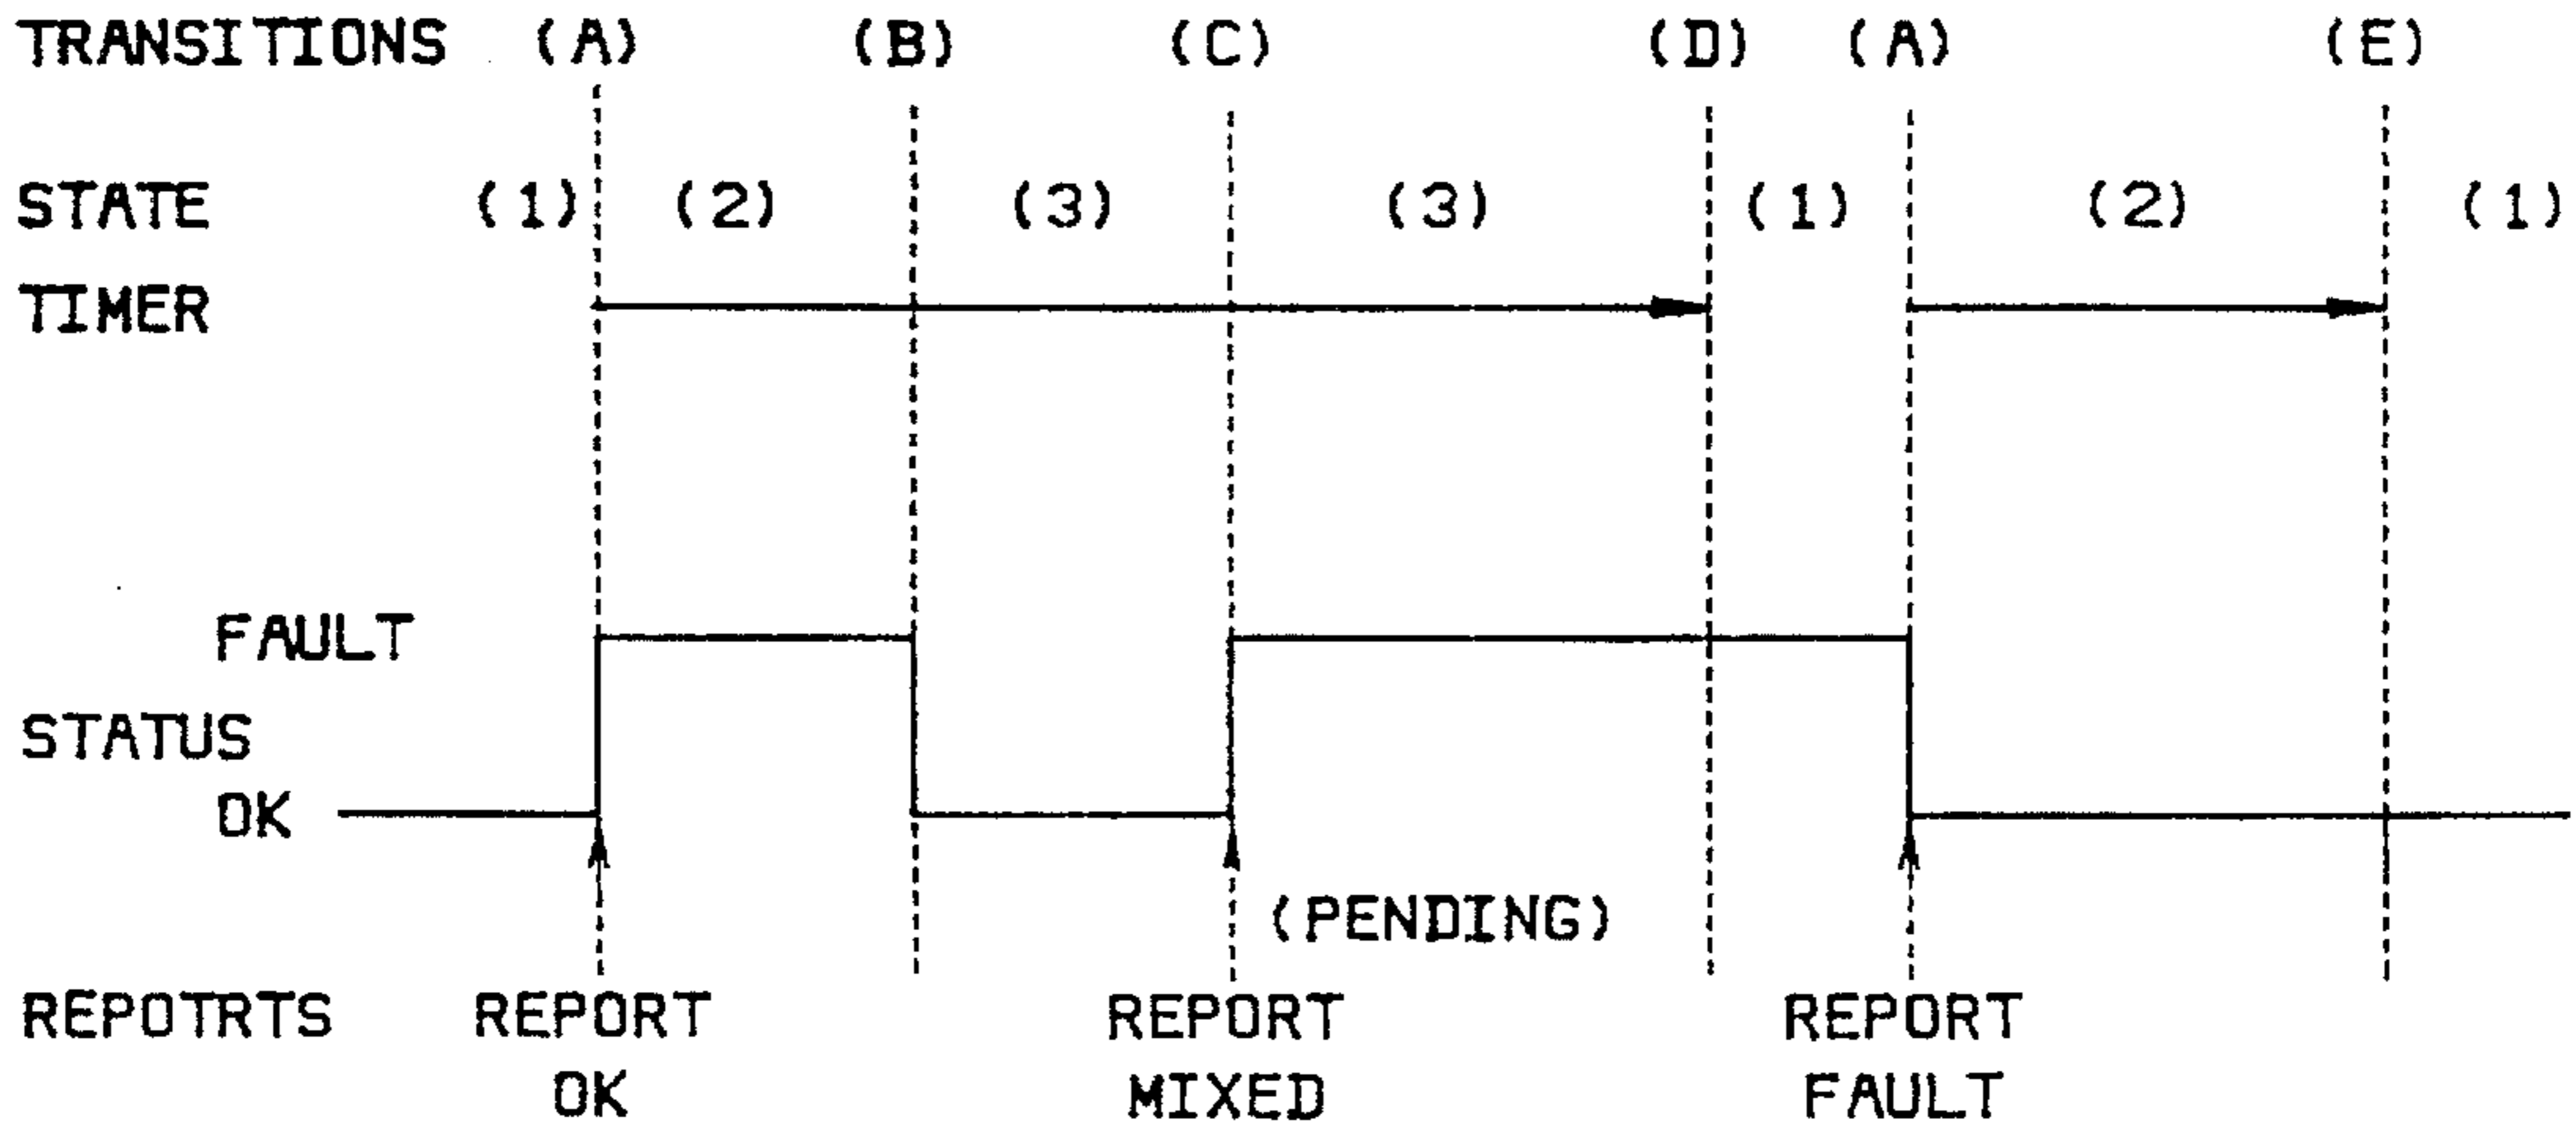 TRANSITIONS (A) (B) (C) (D) (A) (E)
STATE (1) (2) (3) (3) (1) (2) (1)
TIMER
FAULT
STATUS
OK
(PENDING)
REPOTRTS REPORT REPORT REPORT
OK MIXED FAULT